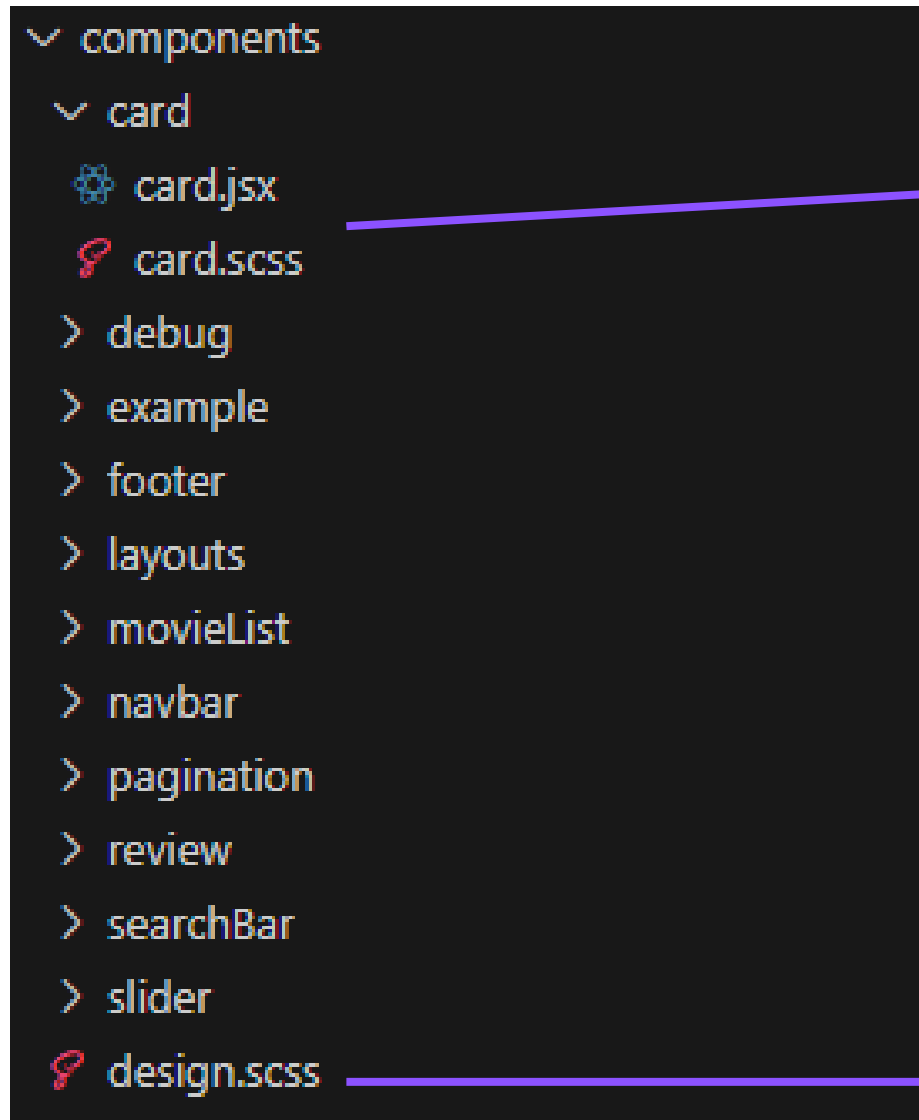 components
card
card.jsx
card.scss
debug
example
footer
layouts
movieList
navbar
pagination
review
searchBar
slider
design.scss